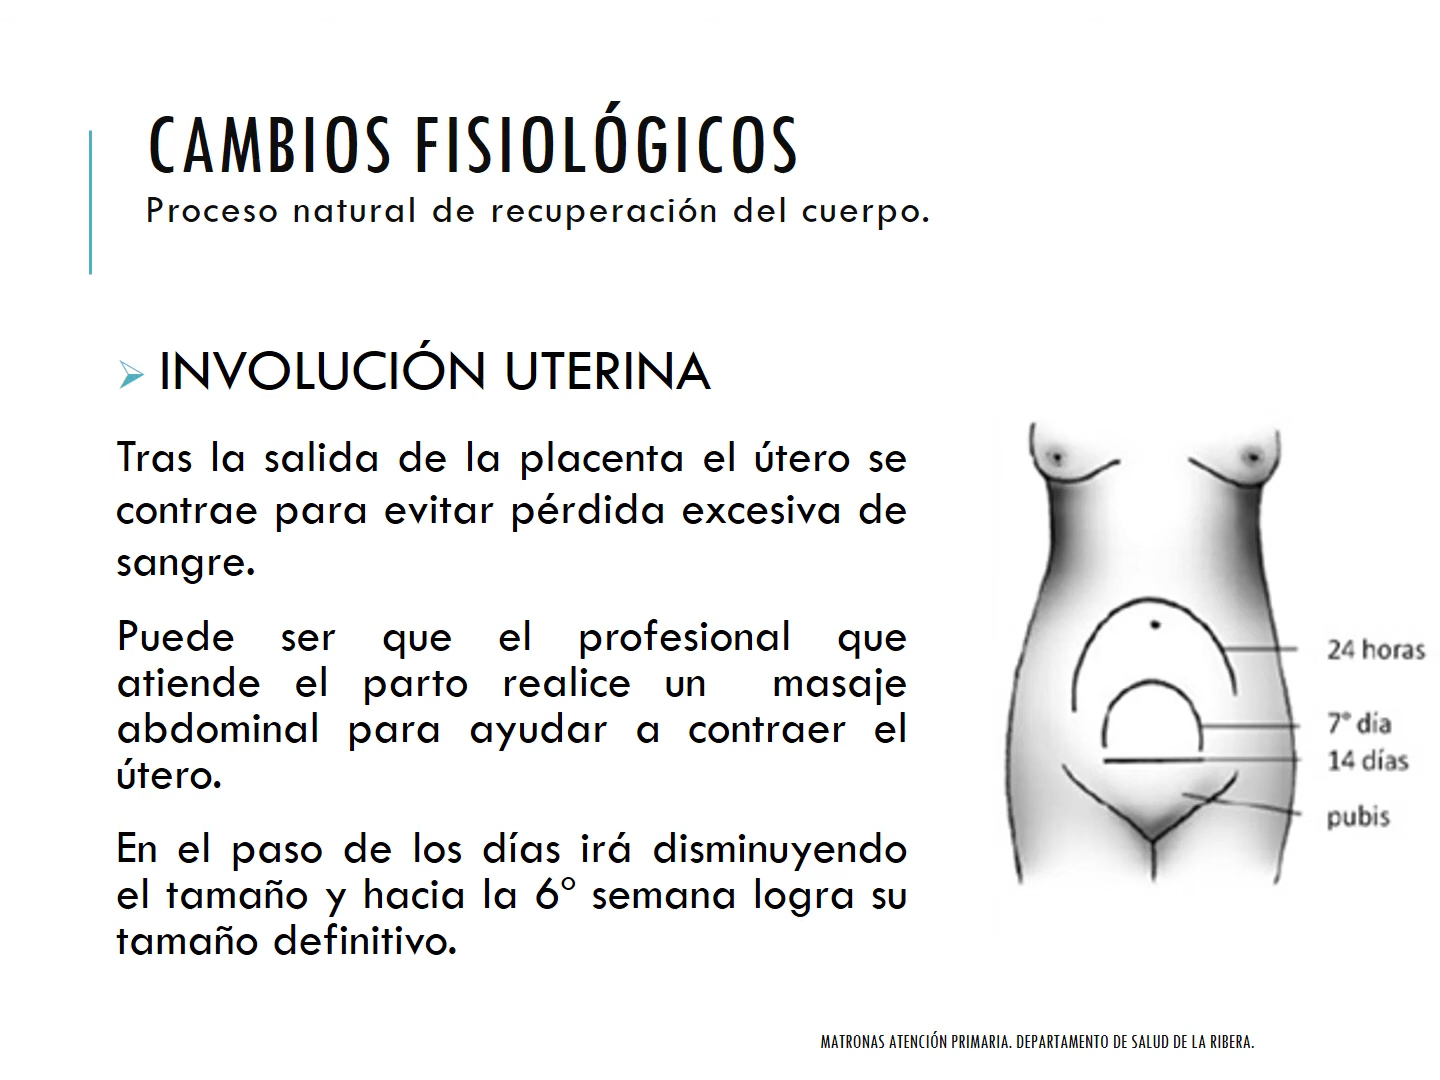 CAMBIOS FISIOLÓGICOS
Proceso natural de recuperación del cuerpo.
INVOLUCIÓN UTERINA
Tras la salida de la placenta el útero se
contrae para evitar pérdida excesiva de
sangre.
Puede ser que el profesional que
atiende el parto realice un masaje
abdominal para ayudar a contraer el
útero.
En el paso de los días irá disminuyendo
el tamaño y hacia la 6º semana logra su
tamaño definitivo.
24 horas
7º dia
14 días
pubis
MATRONAS ATENCIÓN PRIMARIA. DEPARTAMENTO DE SALUD DE LA RIBERA.